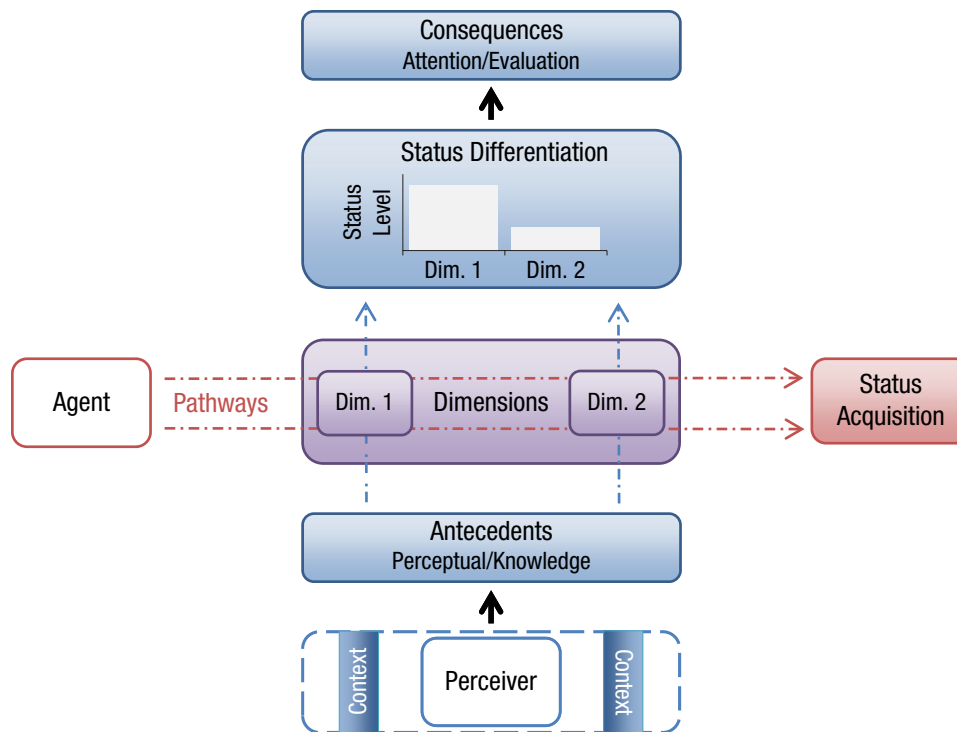 Consequences
Attention/Evaluation
Status Differentiation
Status
Level
Dim. 1
Dim. 2
Agent
Pathways
Dim. 1
Dimensions
Dim. 2
Status
Acquisition
Antecedents
Perceptual/Knowledge
Context
Perceiver
Context